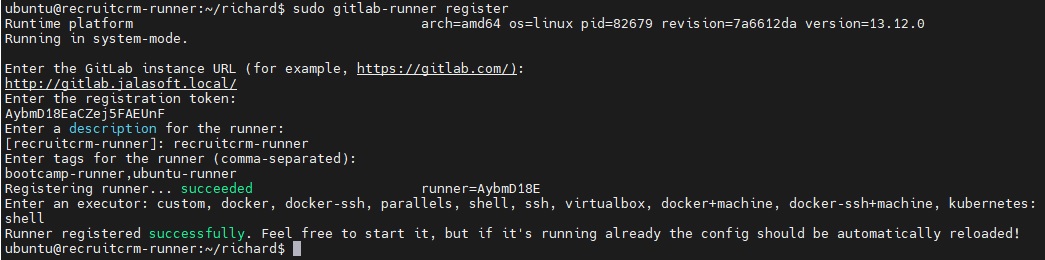 ubuntu@recruitcrm-runner:~/richard$ sudo gitlab-runner register
Runtime platform                                    arch=amd64 os=linux pid=82679 revision=7a6612da version=13.12.0
Running in system-mode.

Enter the GitLab instance URL (for example, https://gitlab.com/):
http://gitlab.jalasoft.local/
Enter the registration token:
AybmD18EaCZej5FAEUnF
Enter a description for the runner:
[recruitcrm-runner]: recruitcrm-runner
Enter tags for the runner (comma-separated):
bootcamp-runner,ubuntu-runner
Registering runner... succeeded                     runner=AybmD18E
Enter an executor: custom, docker, docker-ssh, parallels, shell, ssh, virtualbox, docker+machine, docker-ssh+machine, kubernetes:
shell
Runner registered successfully. Feel free to start it, but if it's running already the config should be automatically reloaded!
ubuntu@recruitcrm-runner:~/richard$